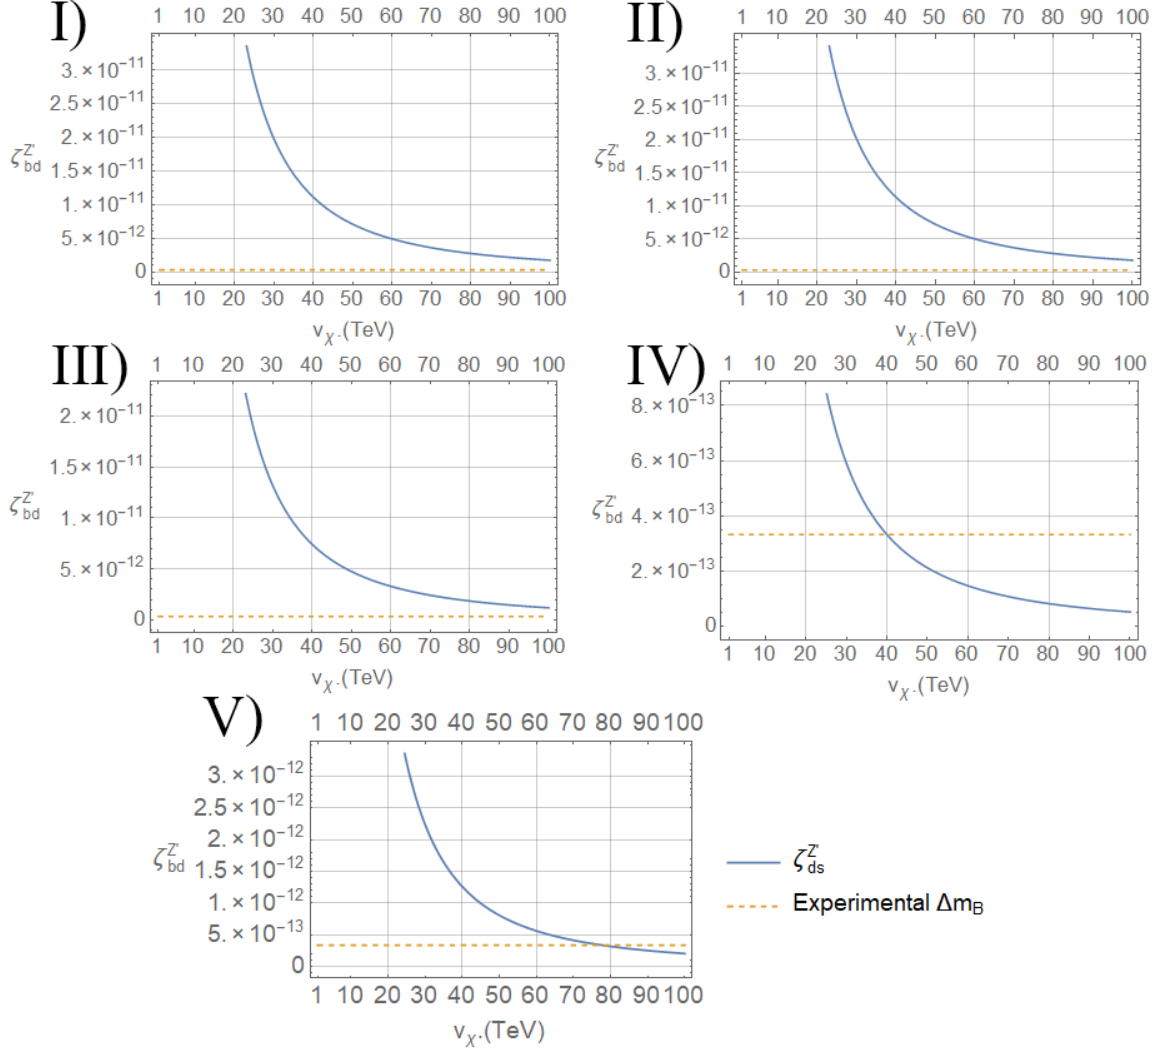 I)
1 10 20 30 40 50 60 70 80 90 100
3. × 10⁻¹¹
2.5 × 10⁻¹¹
2. × 10⁻¹¹
ζ_bd^Z'
1.5 × 10⁻¹¹
1. × 10⁻¹¹
5. × 10⁻¹²
0
1 10 20 30 40 50 60 70 80 90 100
v_χ.(TeV)
II)
1 10 20 30 40 50 60 70 80 90 100
3. × 10⁻¹¹
2.5 × 10⁻¹¹
2. × 10⁻¹¹
ζ_bd^Z'
1.5 × 10⁻¹¹
1. × 10⁻¹¹
5. × 10⁻¹²
0
1 10 20 30 40 50 60 70 80 90 100
v_χ.(TeV)
III)
1 10 20 30 40 50 60 70 80 90 100
2. × 10⁻¹¹
1.5 × 10⁻¹¹
ζ_bd^Z'
1. × 10⁻¹¹
5. × 10⁻¹²
0
1 10 20 30 40 50 60 70 80 90 100
v_χ.(TeV)
IV)
1 10 20 30 40 50 60 70 80 90 100
8. × 10⁻¹³
6. × 10⁻¹³
ζ_bd^Z'
4. × 10⁻¹³
2. × 10⁻¹³
0
1 10 20 30 40 50 60 70 80 90 100
v_χ.(TeV)
V)
1 10 20 30 40 50 60 70 80 90 100
3. × 10⁻¹²
2.5 × 10⁻¹²
2. × 10⁻¹²
ζ_bd^Z'
1.5 × 10⁻¹²
1. × 10⁻¹²
5. × 10⁻¹³
0
1 10 20 30 40 50 60 70 80 90 100
v_χ.(TeV)
ζ_ds^Z'
Experimental Δm_B